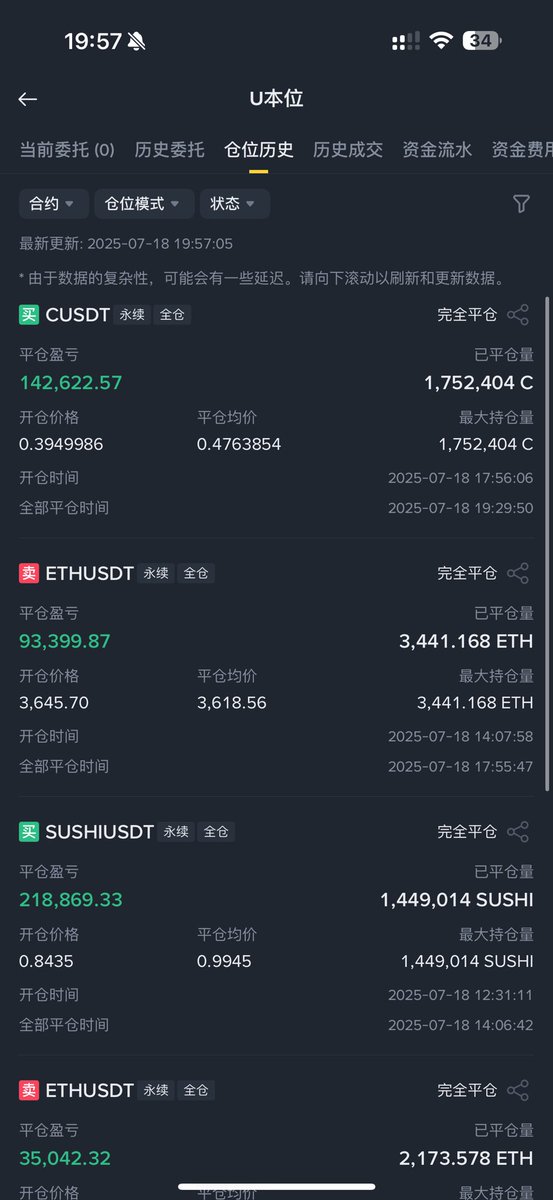 19:57
34
U本位
当前委托 (0) 历史委托 仓位历史 历史成交 资金流水 资金费用
合约 仓位模式 状态
最新更新: 2025-07-18 19:57:05
* 由于数据的复杂性，可能会有一些延迟。请向下滚动以刷新和更新数据。
买 CUSDT 永续 全仓 完全平仓
平仓盈亏 已平仓量
142,622.57 1,752,404 C
开仓价格 平仓均价 最大持仓量
0.3949986 0.4763854 1,752,404 C
开仓时间 2025-07-18 17:56:06
全部平仓时间 2025-07-18 19:29:50
卖 ETHUSDT 永续 全仓 完全平仓
平仓盈亏 已平仓量
93,399.87 3,441.168 ETH
开仓价格 平仓均价 最大持仓量
3,645.70 3,618.56 3,441.168 ETH
开仓时间 2025-07-18 14:07:58
全部平仓时间 2025-07-18 17:55:47
买 SUSHIUSDT 永续 全仓 完全平仓
平仓盈亏 已平仓量
218,869.33 1,449,014 SUSHI
开仓价格 平仓均价 最大持仓量
0.8435 0.9945 1,449,014 SUSHI
开仓时间 2025-07-18 12:31:11
全部平仓时间 2025-07-18 14:06:42
卖 ETHUSDT 永续 全仓 完全平仓
平仓盈亏 已平仓量
35,042.32 2,173.578 ETH
开仓价格 平仓均价 最大持仓量